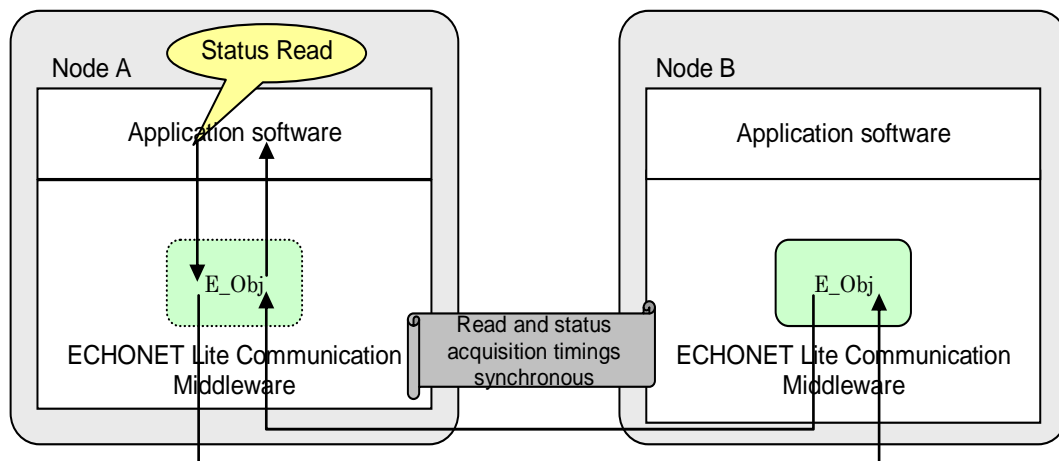 Status Read
Node A
Application software
E_Obj
ECHONET Lite Communication
Middleware
Read and status
acquisition timings
synchronous
Node B
Application software
E_Obj
ECHONET Lite Communication
Middleware